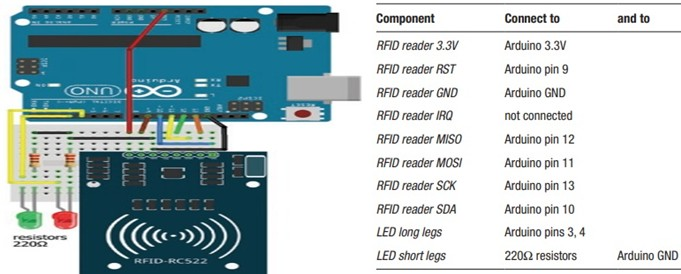 Arduino
UNO
RESET
resistors
220Ω
RFID-RC522
Component Connect to and to
RFID reader 3.3V Arduino 3.3V
RFID reader RST Arduino pin 9
RFID reader GND Arduino GND
RFID reader IRQ not connected
RFID reader MISO Arduino pin 12
RFID reader MOSI Arduino pin 11
RFID reader SCK Arduino pin 13
RFID reader SDA Arduino pin 10
LED long legs Arduino pins 3, 4
LED short legs 220Ω resistors Arduino GND